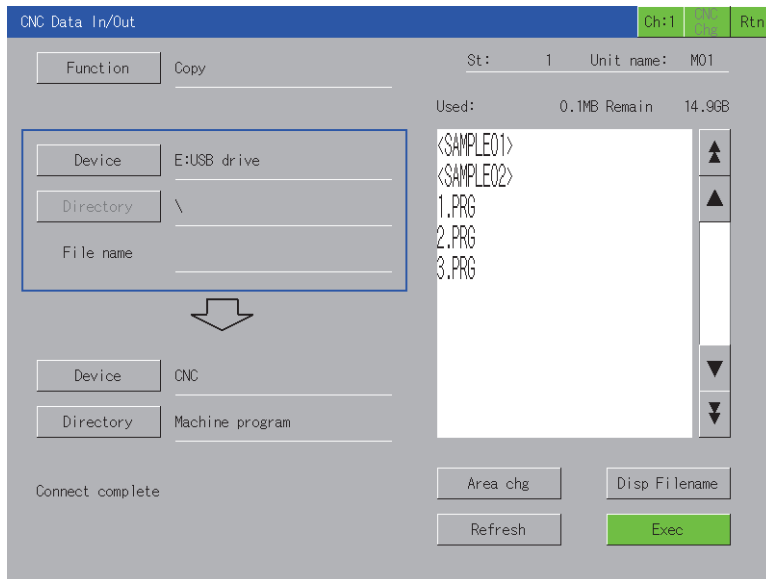 CNC Data In/Out Ch:1 CNC Chg Rtn
Function Copy
St: 1 Unit name: M01
Used: 0.1MB Remain 14.9GB
Device E:USB drive
Directory \
File name
<SAMPLE01>
<SAMPLE02>
1.PRG
2.PRG
3.PRG
Device CNC
Directory Machine program
Connect complete
Area chg Disp Filename
Refresh Exec